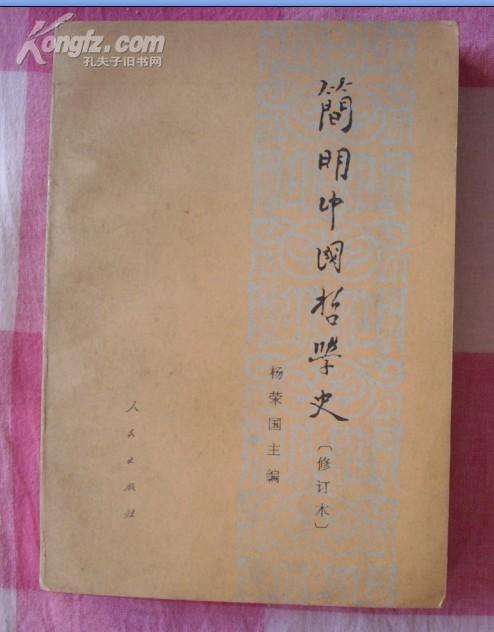 Kongfz.com
孔夫子旧书网
簡明中國哲學史
〔修订本〕
杨荣国主编
人民出版社